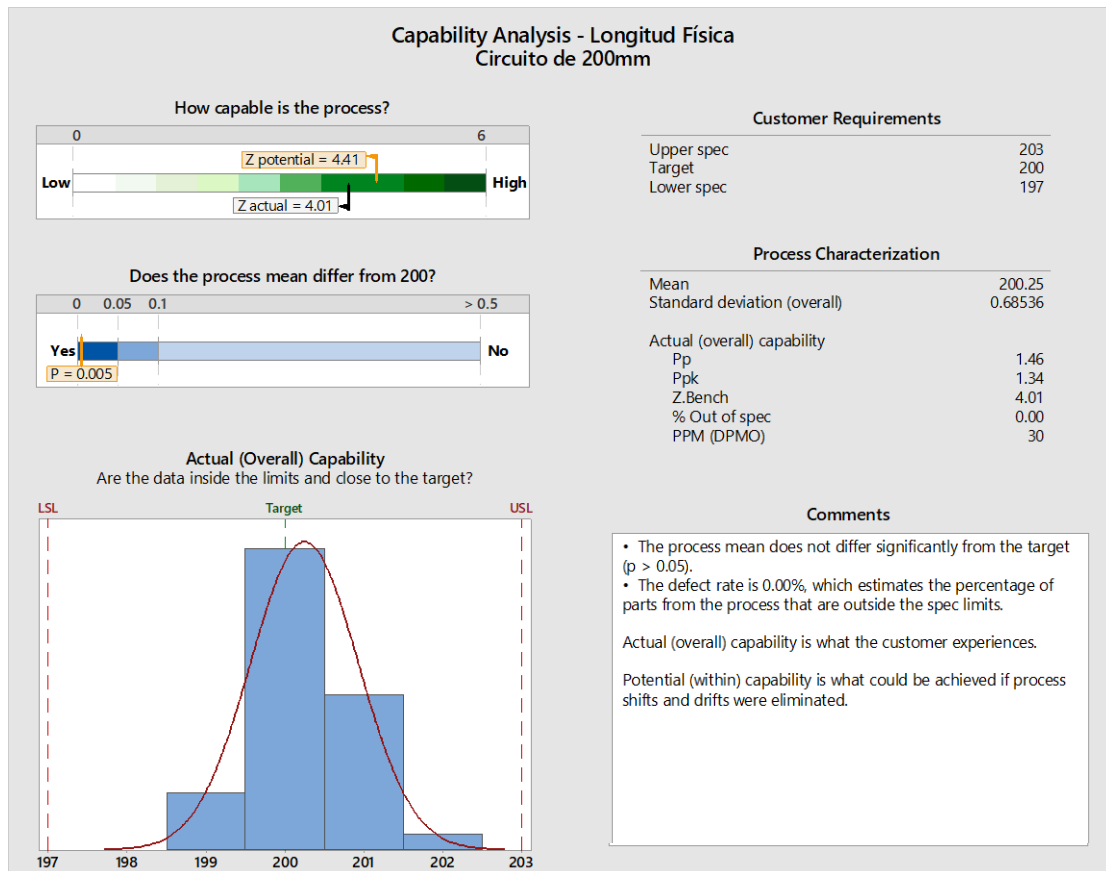 Capability Analysis - Longitud Física
Circuito de 200mm
How capable is the process?
0 6
Z potential = 4.41
Low High
Z actual = 4.01
Does the process mean differ from 200?
0 0.05 0.1 > 0.5
Yes No
P = 0.005
Actual (Overall) Capability
Are the data inside the limits and close to the target?
LSL Target USL
197 198 199 200 201 202 203
Customer Requirements
Upper spec 203
Target 200
Lower spec 197
Process Characterization
Mean 200.25
Standard deviation (overall) 0.68536
Actual (overall) capability
Pp 1.46
Ppk 1.34
Z.Bench 4.01
% Out of spec 0.00
PPM (DPMO) 30
Comments
• The process mean does not differ significantly from the target
(p > 0.05).
• The defect rate is 0.00%, which estimates the percentage of
parts from the process that are outside the spec limits.
Actual (overall) capability is what the customer experiences.
Potential (within) capability is what could be achieved if process
shifts and drifts were eliminated.